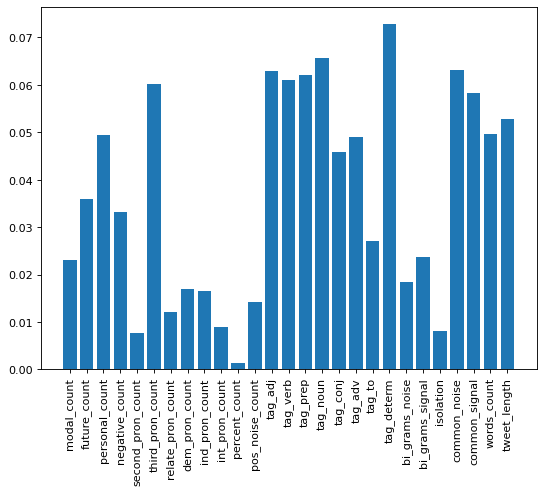 0.07
0.06
0.05
0.04
0.03
0.02
0.01
0.00
modal_count
future_count
personal_count
negative_count
second_pron_count
third_pron_count
relate_pron_count
dem_pron_count
ind_pron_count
int_pron_count
percent_count
pos_noise_count
tag_adj
tag_verb
tag_prep
tag_noun
tag_conj
tag_adv
tag_to
tag_determ
bi_grams_noise
bi_grams_signal
isolation
common_noise
common_signal
words_count
tweet_length